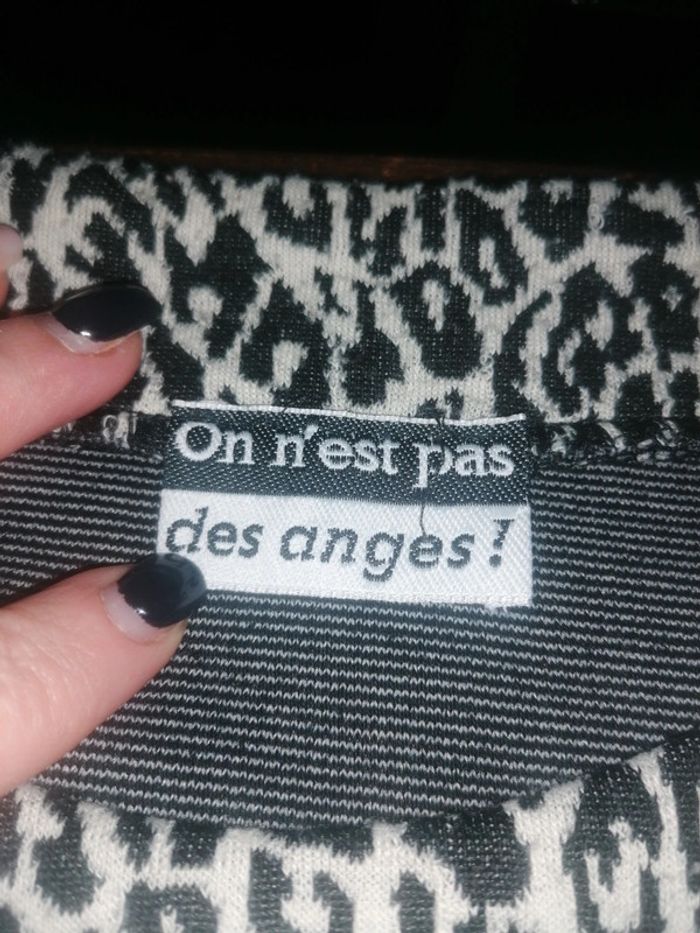 On n'est pas
des anges !